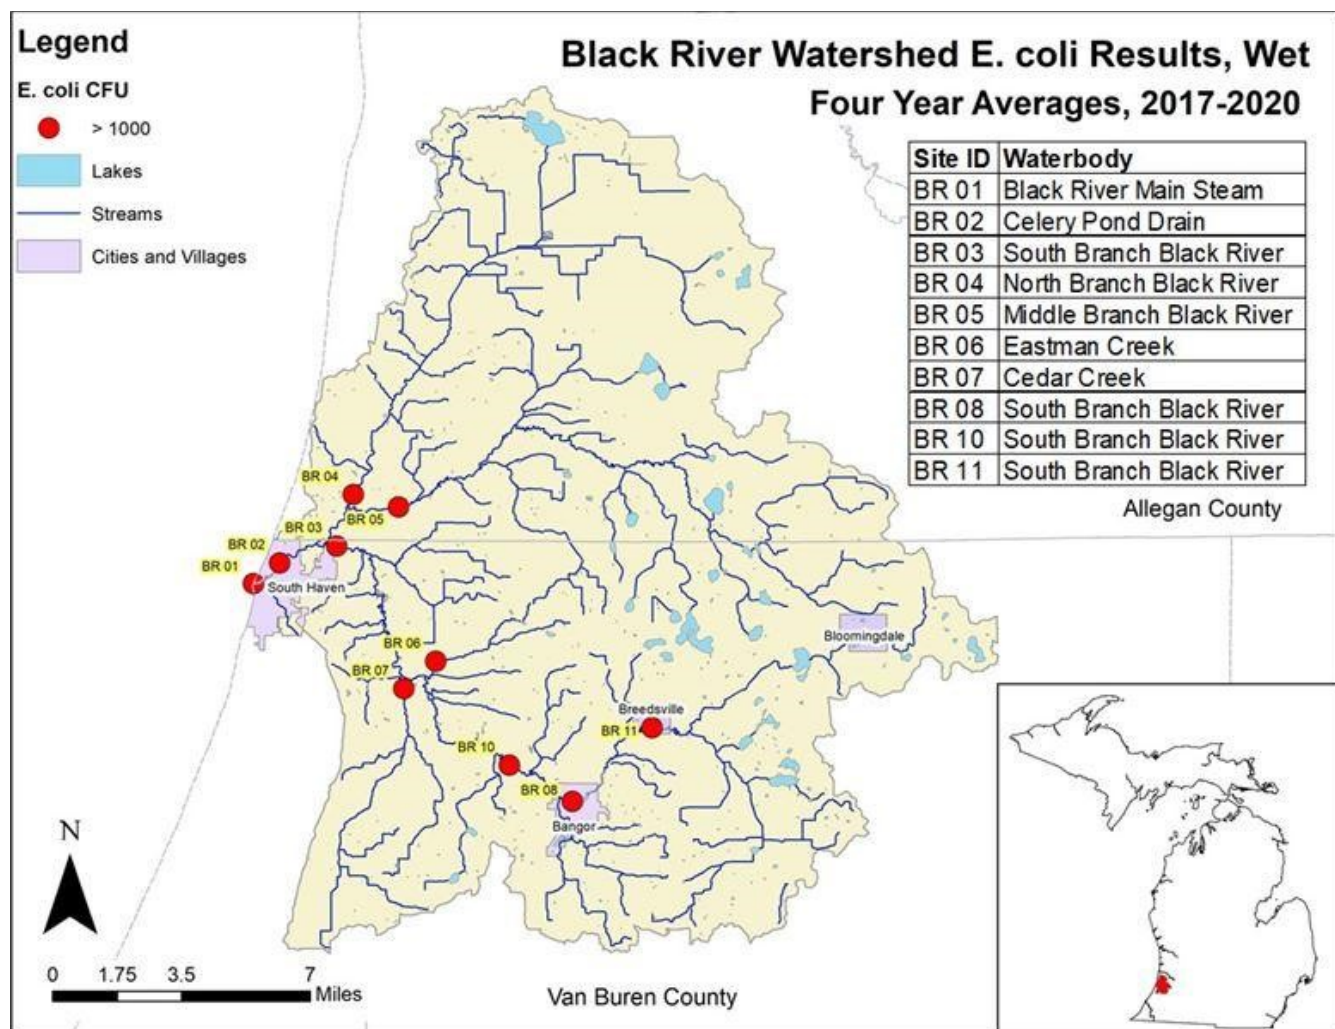 Legend
E. coli CFU
> 1000
Lakes
Streams
Cities and Villages
Black River Watershed E. coli Results, Wet
Four Year Averages, 2017-2020
Site ID Waterbody
BR 01 Black River Main Steam
BR 02 Celery Pond Drain
BR 03 South Branch Black River
BR 04 North Branch Black River
BR 05 Middle Branch Black River
BR 06 Eastman Creek
BR 07 Cedar Creek
BR 08 South Branch Black River
BR 10 South Branch Black River
BR 11 South Branch Black River
Allegan County
BR 04
BR 05
BR 03
BR 02
BR 01
South Haven
BR 06
BR 07
Bloomingdale
Breedsville
BR 11
BR 10
BR 08
Bangor
N
0 1.75 3.5 7
Miles
Van Buren County